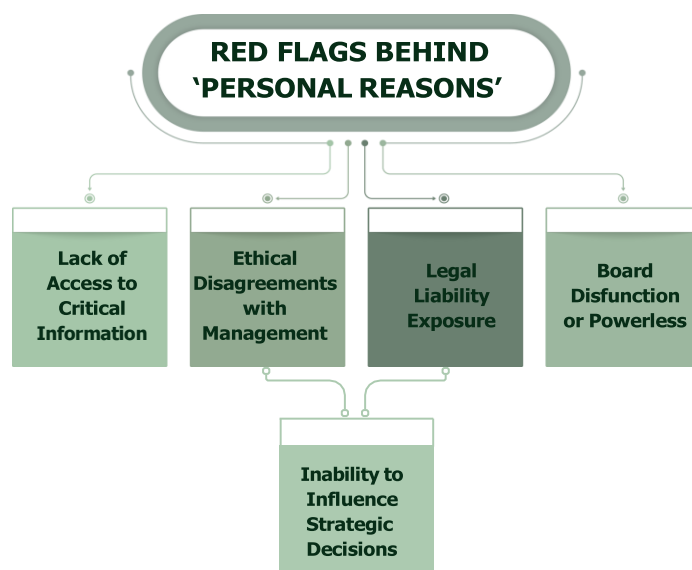 RED FLAGS BEHIND
‘PERSONAL REASONS’
Lack of
Access to
Critical
Information
Ethical
Disagreements
with
Management
Legal
Liability
Exposure
Board
Disfunction
or Powerless
Inability to
Influence
Strategic
Decisions